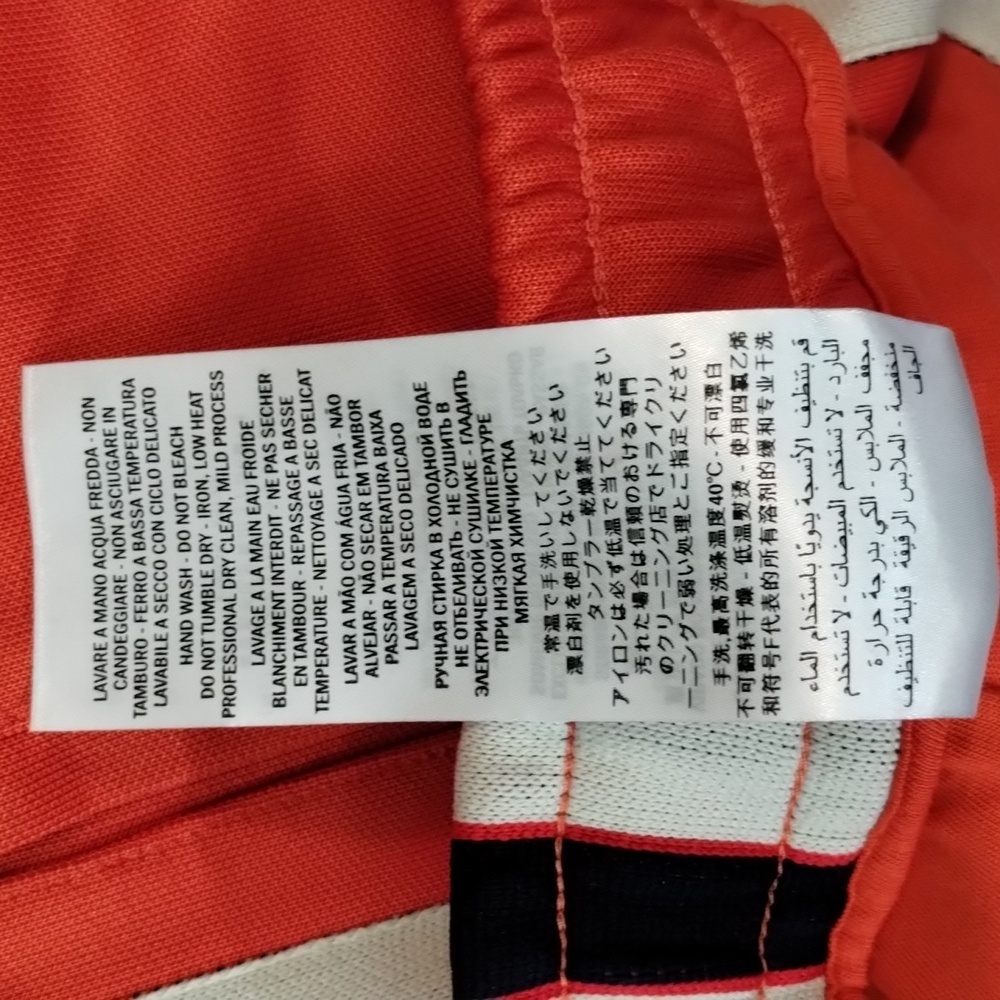 LAVARE A MANO ACQUA FREDDA - NON
CANDEGGIARE - NON ASCIUGARE IN
TAMBURO - FERRO A BASSA TEMPERATURA
LAVABILE A SECCO CON CICLO DELICATO
HAND WASH - DO NOT BLEACH
DO NOT TUMBLE DRY - IRON, LOW HEAT
PROFESSIONAL DRY CLEAN, MILD PROCESS
LAVAGE A LA MAIN EAU FROIDE
BLANCHIMENT INTERDIT - NE PAS SECHER
EN TAMBOUR - REPASSAGE A BASSE
TEMPERATURE - NETTOYAGE A SEC DELICAT
LAVAR A MÃO COM ÁGUA FRIA - NÃO
ALVEJAR - NÃO SECAR EM TAMBOR
PASSAR A TEMPERATURA BAIXA
LAVAGEM A SECO DELICADO
РУЧНАЯ СТИРКА В ХОЛОДНОЙ ВОДЕ
НЕ ОТБЕЛИВАТЬ - НЕ СУШИТЬ В
ЭЛЕКТРИЧЕСКОЙ СУШИЛКЕ - ГЛАДИТЬ
ПРИ НИЗКОЙ ТЕМПЕРАТУРЕ
МЯГКАЯ ХИМЧИСТКА
常温で手洗いしてください
漂白剤を使用しないでください
タンブラー乾燥禁止
アイロンは必ず低温で当ててください
汚れた場合は信頼のおける専門
のクリーニング店でドライクリ
ーニングで弱い処理とご指定ください
手洗,最高洗涤温度40°C - 不可漂白
不可翻转干燥 - 低温熨烫 - 使用四氯乙烯
和符号F代表的所有溶剂的缓和专业干洗
قم بتنظيف الأنسجة يدويًا باستخدام الماء
البارد - لا تستخدم المبيضات - لا تستخدم
مجفف الملابس - الكي بدرجة حرارة
منخفضة - الملابس الرقيقة قابلة للتنظيف
الجاف